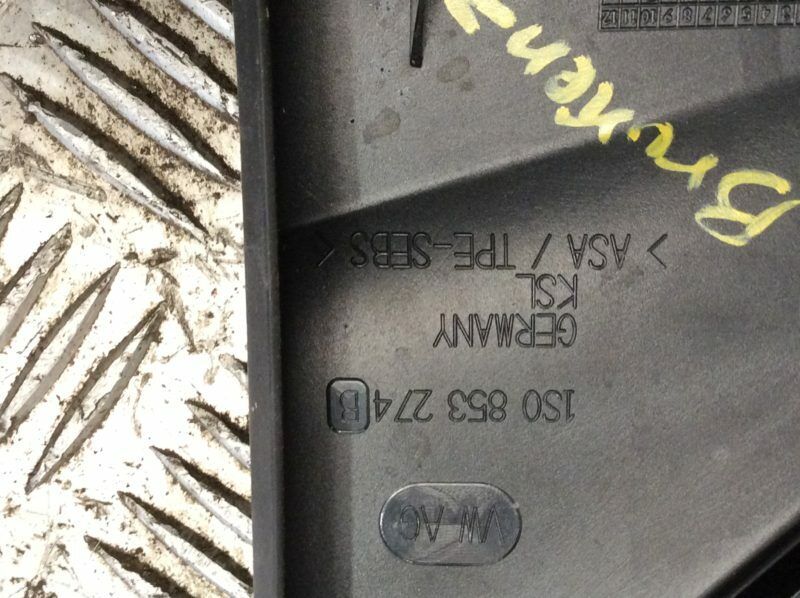 VW AG
1S0 853 274 B
GERMANY
KSL
> ASA / TPE-SEBS <